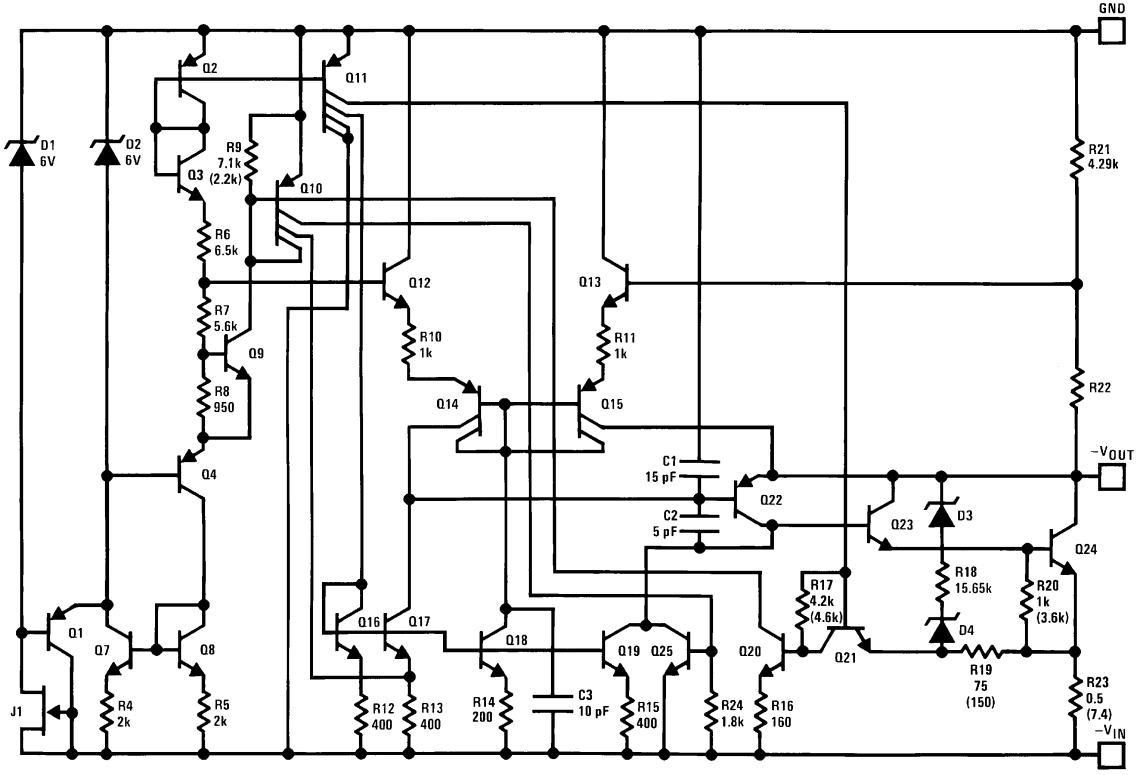 GND
Q2
Q11
D1
6V
D2
6V
R9
7.1k
(2.2k)
R21
4.29k
Q3
Q10
R6
6.5k
Q12
Q13
R7
5.6k
R10
1k
R11
1k
Q9
R8
950
R22
Q14
Q15
Q4
C1
15 pF
-VOUT
Q22
C2
5 pF
Q23
D3
Q24
R18
15.65k
R17
4.2k
(4.6k)
R20
1k
(3.6k)
Q1
Q7
Q8
Q16
Q17
Q18
Q19
Q25
Q20
Q21
D4
R19
75
(150)
J1
R4
2k
R5
2k
R12
400
R13
400
R14
200
C3
10 pF
R15
400
R24
1.8k
R16
160
R23
0.5
(7.4)
-VIN